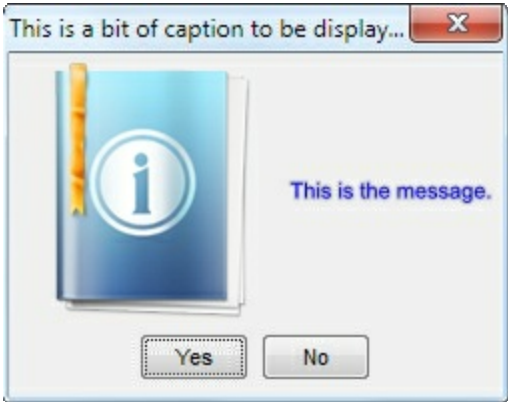 This is a bit of caption to be display...
This is the message.
Yes
No